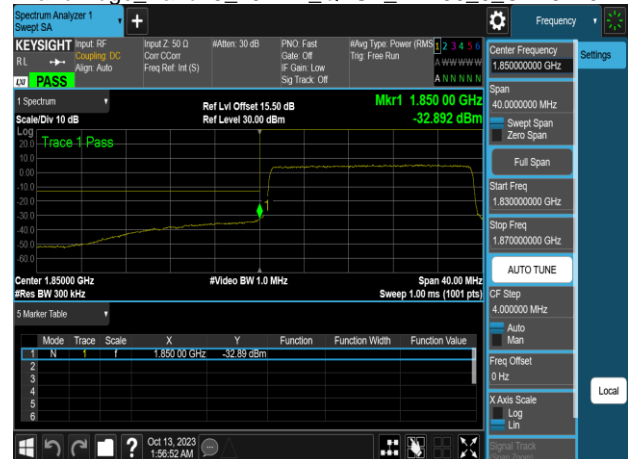 Spectrum Analyzer 1
Swept SA
Frequency
KEYSIGHT
Input: RF
Coupling: DC
Align: Auto
Input Z: 50 Ω
Corr CCorr
Freq Ref: Int (S)
#Atten: 30 dB
PNO: Fast
Gate: Off
IF Gain: Low
Sig Track: Off
#Avg Type: Power (RMS
Trig: Free Run
1 2 3 4 5 6
A W W W W W
A N N N N N
RL
LXI
PASS
Center Frequency
1.850000000 GHz
Settings
Span
40.0000000 MHz
Swept Span
Zero Span
Full Span
Start Freq
1.830000000 GHz
Stop Freq
1.870000000 GHz
AUTO TUNE
CF Step
4.000000 MHz
Auto
Man
Freq Offset
0 Hz
X Axis Scale
Log
Lin
Signal Track
(Span Zoom)
Local
1 Spectrum
Scale/Div 10 dB
Ref Lvl Offset 15.50 dB
Ref Level 30.00 dBm
Mkr1 1.850 00 GHz
-32.892 dBm
Log
Trace 1 Pass
20.0
10.0
0.00
-10.0
-20.0
-30.0
-40.0
-50.0
-60.0
1
Center 1.85000 GHz
#Res BW 300 kHz
#Video BW 1.0 MHz
Span 40.00 MHz
Sweep 1.00 ms (1001 pts)
5 Marker Table
Mode Trace Scale X Y Function Function Width Function Value
1 N 1 f 1.850 00 GHz -32.89 dBm
2
3
4
5
6
?
Oct 13, 2023
1:56:52 AM